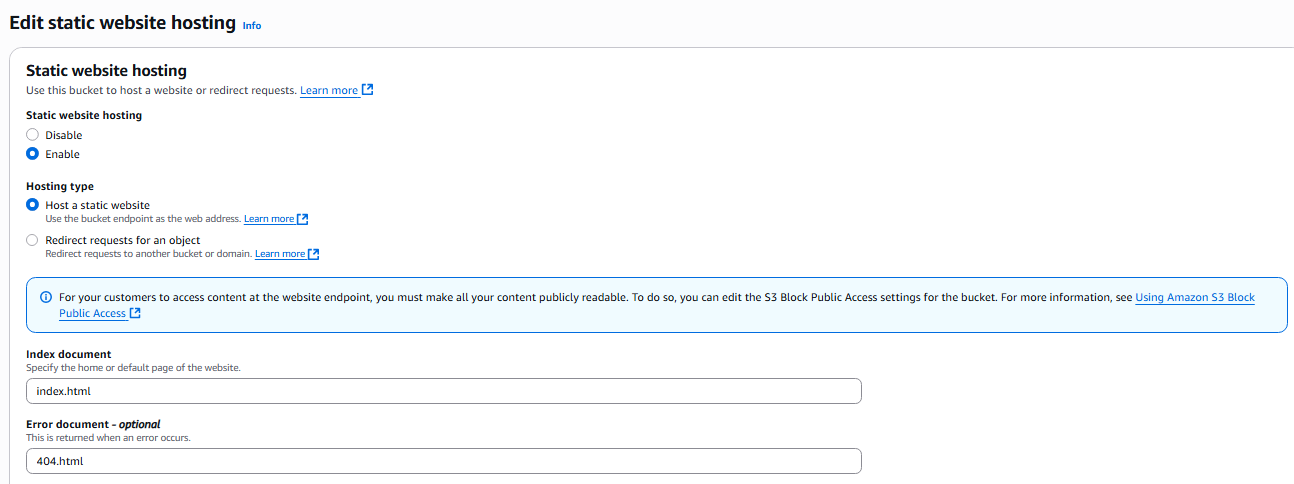 Edit static website hosting Info
Static website hosting
Use this bucket to host a website or redirect requests. Learn more
Static website hosting
Disable
Enable
Hosting type
Host a static website
Use the bucket endpoint as the web address. Learn more
Redirect requests for an object
Redirect requests to another bucket or domain. Learn more
For your customers to access content at the website endpoint, you must make all your content publicly readable. To do so, you can edit the S3 Block Public Access settings for the bucket. For more information, see Using Amazon S3 Block
Public Access
Index document
Specify the home or default page of the website.
index.html
Error document - optional
This is returned when an error occurs.
404.html